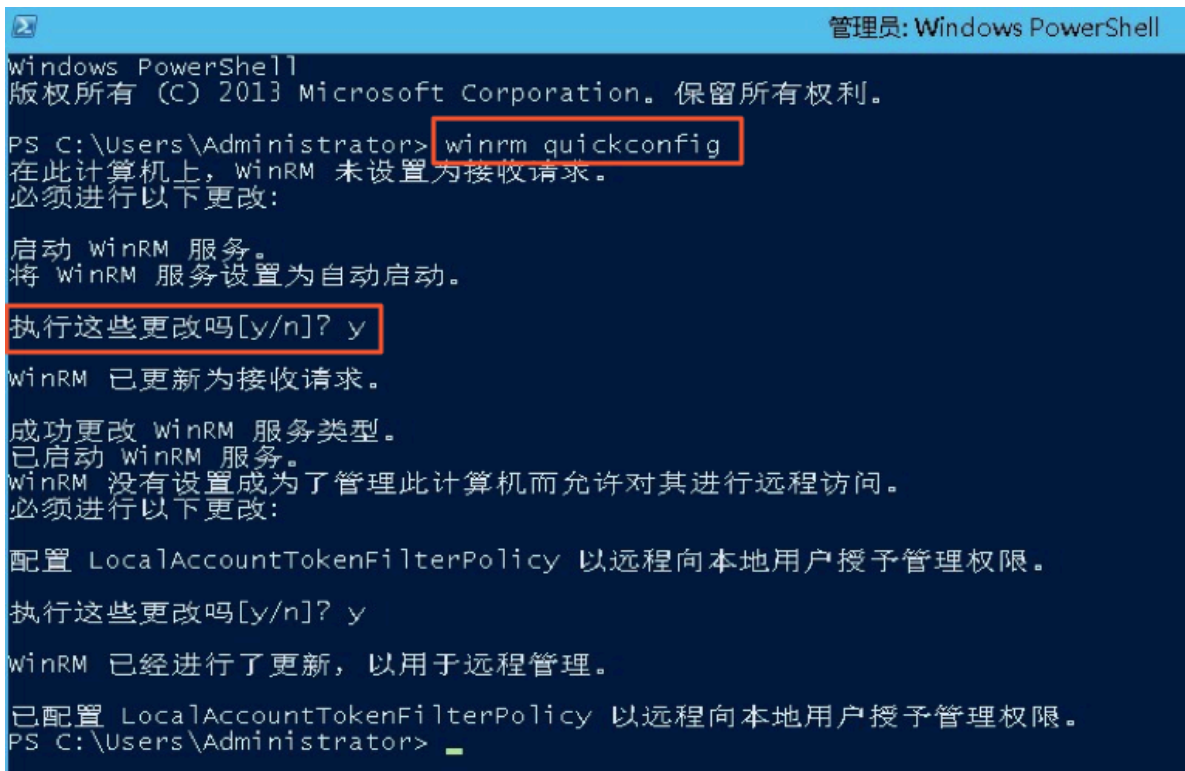 管理员: Windows PowerShell
Windows PowerShell
版权所有 (C) 2013 Microsoft Corporation。保留所有权利。
PS C:\Users\Administrator> winrm quickconfig
在此计算机上，WinRM 未设置为接收请求。
必须进行以下更改:
启动 WinRM 服务。
将 WinRM 服务设置为自动启动。
执行这些更改吗[y/n]? y
WinRM 已更新为接收请求。
成功更改 WinRM 服务类型。
已启动 WinRM 服务。
WinRM 没有设置成为了管理此计算机而允许对其进行远程访问。
必须进行以下更改:
配置 LocalAccountTokenFilterPolicy 以远程向本地用户授予管理权限。
执行这些更改吗[y/n]? y
WinRM 已经进行了更新，以用于远程管理。
已配置 LocalAccountTokenFilterPolicy 以远程向本地用户授予管理权限。
PS C:\Users\Administrator> _